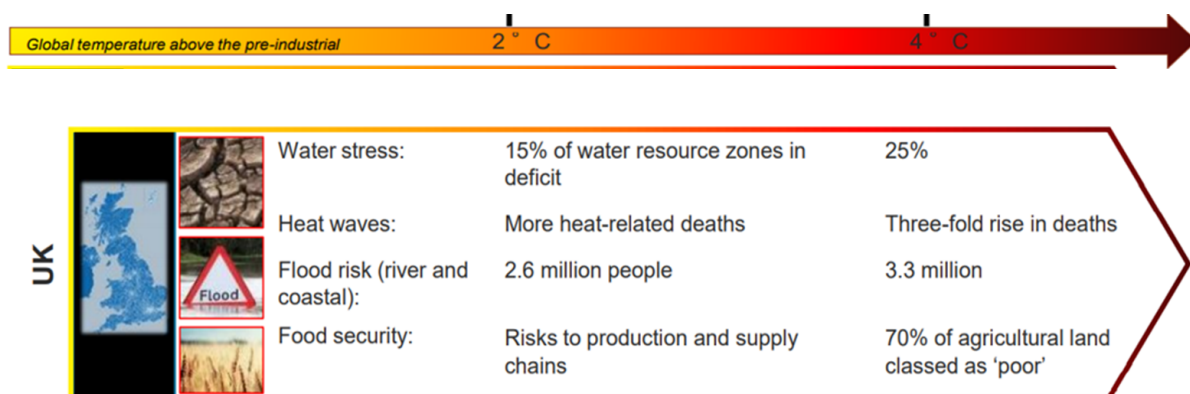 Global temperature above the pre-industrial 2° C 4° C
Water stress: 15% of water resource zones in 25%
deficit
Heat waves: More heat-related deaths Three-fold rise in deaths
UK
Flood risk (river and 2.6 million people 3.3 million
coastal):
Flood
Food security: Risks to production and supply 70% of agricultural land
chains classed as ‘poor’